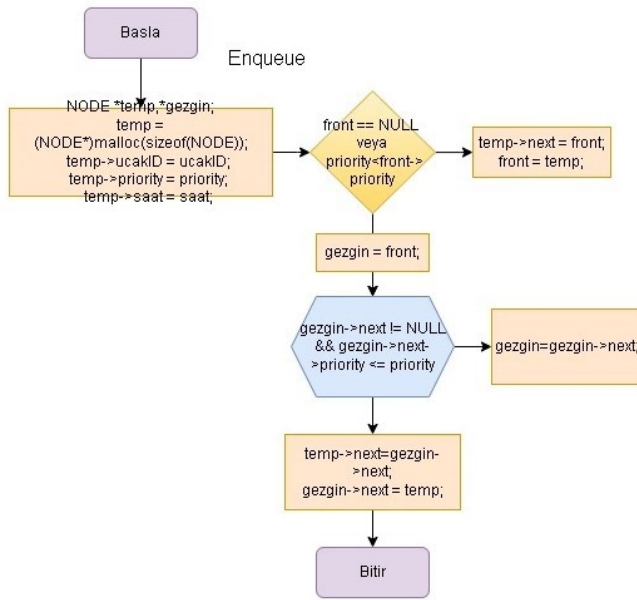 Basla
Enqueue
NODE *temp,*gezgin;
temp =
(NODE*)malloc(sizeof(NODE));
temp->ucakID = ucakID;
temp->priority = priority;
temp->saat = saat;
front == NULL
veya
priority<front->
priority
temp->next = front;
front = temp;
gezgin = front;
gezgin->next != NULL
&& gezgin->next-
>priority <= priority
gezgin=gezgin->next;
temp->next=gezgin-
>next;
gezgin->next = temp;
Bitir